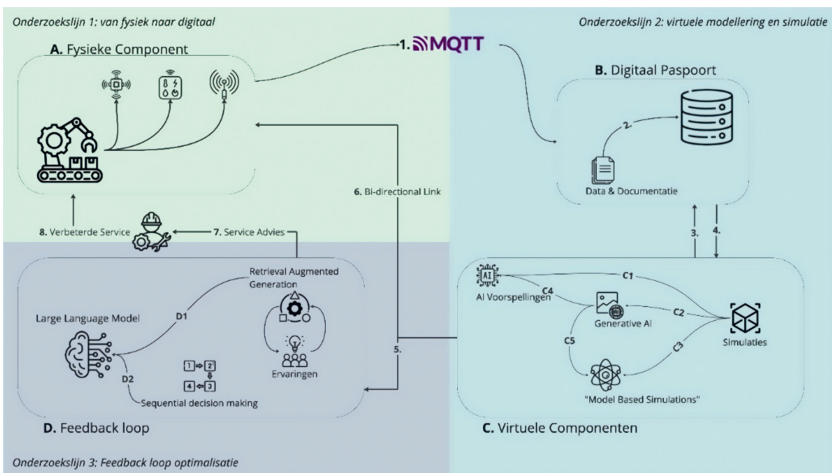 Onderzoekslijn 1: van fysiek naar digitaal
Onderzoekslijn 2: virtuele modellering en simulatie
A. Fysieke Component
1. MQTT
B. Digitaal Paspoort
2.
Data & Documentatie
6. Bi-directional Link
8. Verbeterde Service
7. Service Advies
3.
4.
Retrieval Augmented
Generation
Large Language Model
D1
D2
Ervaringen
1
2
4
3
Sequential decision making
5.
D. Feedback loop
AI
AI Voorspellingen
C1
C4
C2
Generative AI
C5
C3
Simulaties
"Model Based Simulations"
C. Virtuele Componenten
Onderzoekslijn 3: Feedback loop optimalisatie